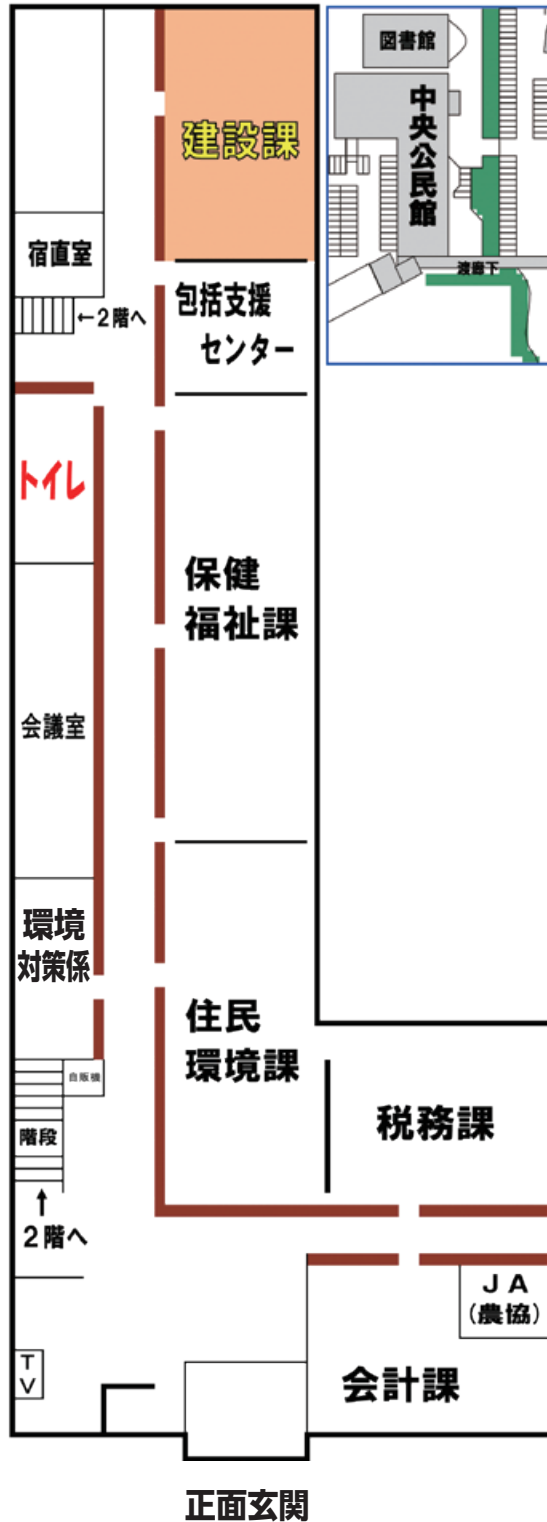 建設課
図書館
中央公民館
渡廊下
宿直室
←2階へ
包括支援
センター
トイレ
保健
福祉課
会議室
環境
対策係
住民
環境課
自販機
階段
税務課
↑
2階へ
JA
(農協)
TV
会計課
正面玄関